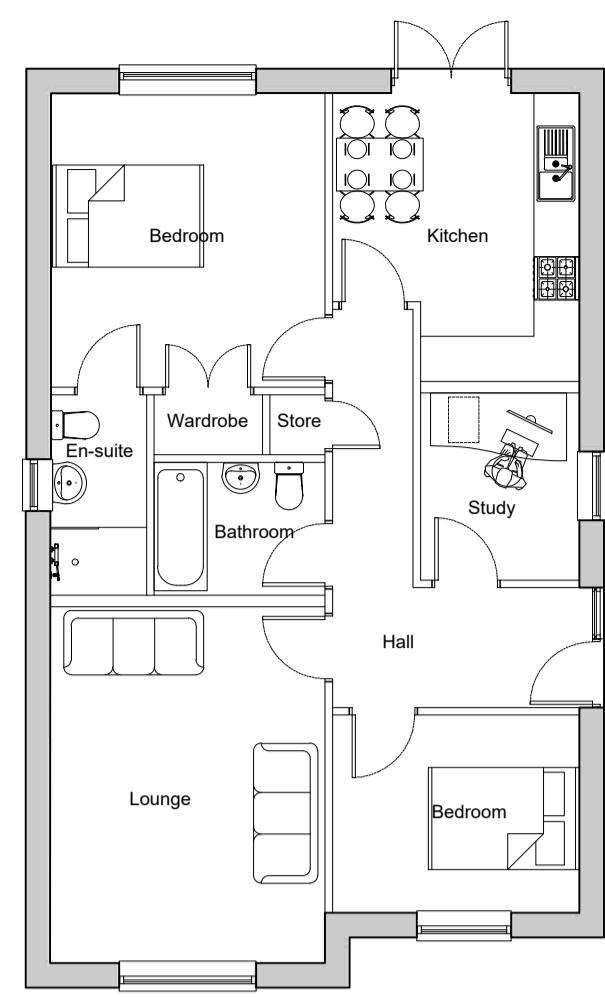 Bedroom
Kitchen
Wardrobe
Store
En-suite
Study
Bathroom
Hall
Lounge
Bedroom